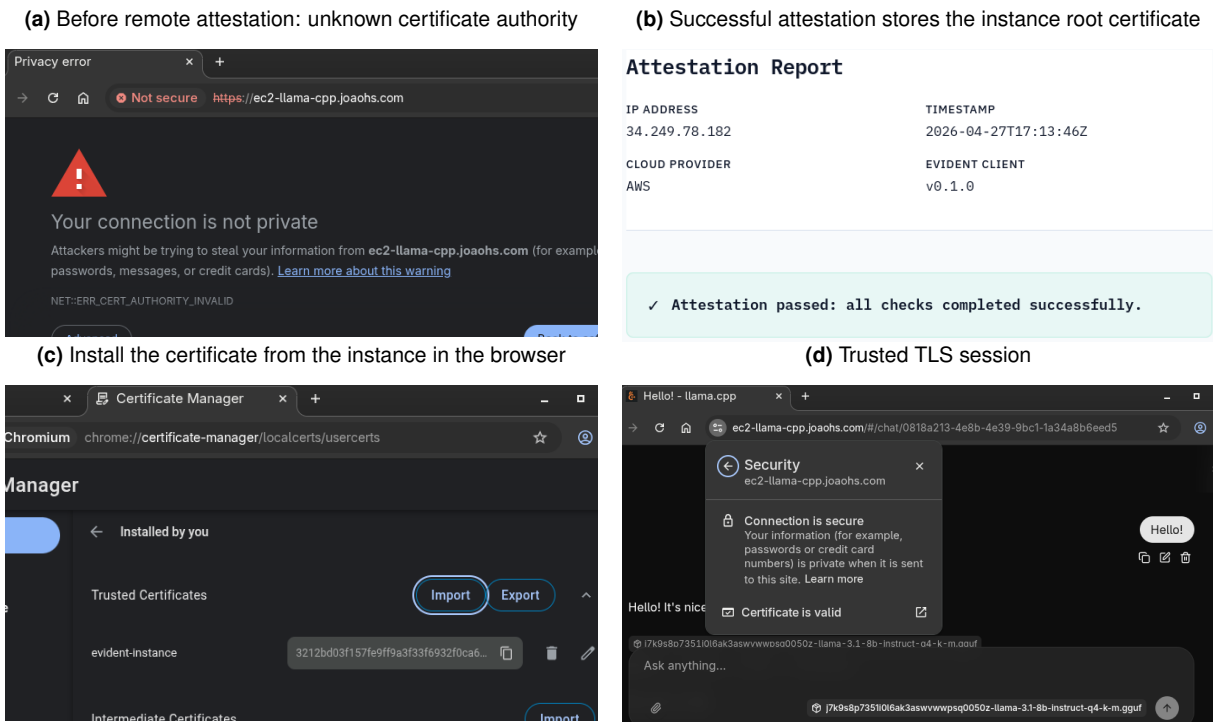 (a) Before remote attestation: unknown certificate authority
Privacy error
Not secure https://ec2-llama-cpp.joaohs.com
Your connection is not private
Attackers might be trying to steal your information from ec2-llama-cpp.joaohs.com (for example
passwords, messages, or credit cards). Learn more about this warning
NET::ERR_CERT_AUTHORITY_INVALID
(b) Successful attestation stores the instance root certificate
Attestation Report
IP ADDRESS
34.249.78.182
TIMESTAMP
2026-04-27T17:13:46Z
CLOUD PROVIDER
AWS
EVIDENT CLIENT
v0.1.0
✓ Attestation passed: all checks completed successfully.
(c) Install the certificate from the instance in the browser
Certificate Manager
Chromium chrome://certificate-manager/localcerts/usercerts
Manager
Installed by you
Trusted Certificates
Import
Export
evident-instance
3212bd03f157fe9ff9a3f33f6932f0ca6…
Intermediate Certificates
Import
(d) Trusted TLS session
Hello! - llama.cpp
ec2-llama-cpp.joaohs.com/#/chat/0818a213-4e8b-4e39-9bc1-1a34a8b6eed5
Security
ec2-llama-cpp.joaohs.com
Connection is secure
Your information (for example,
passwords or credit card
numbers) is private when it is sent
to this site. Learn more
Certificate is valid
Hello!
Hello! It's nice
Ask anything...
j7k9s8p7351l0l6ak3aswvwwpsq0050z-llama-3.1-8b-instruct-q4-k-m.gguf